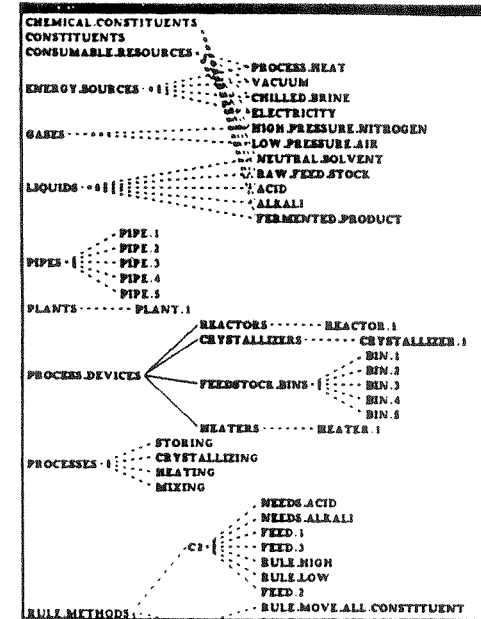 CHEMICAL.CONSTITUENTS
CONSTITUENTS
CONSUMABLE.RESOURCES
PROCESS.HEAT
VACUUM
ENERGY.SOURCES
CHILLED.BRINE
ELECTRICITY
GASES
HIGH.PRESSURE.NITROGEN
LOW.PRESSURE.AIR
NEUTRAL.SOLVENT
RAW.FEED.STOCK
LIQUIDS
ACID
ALKALI
FERMENTED.PRODUCT
PIPE.1
PIPE.2
PIPES
PIPE.3
PIPE.4
PIPE.5
PLANTS
PLANT.1
REACTORS
REACTOR.1
CRYSTALLIZERS
CRYSTALLIZER.1
BIN.1
BIN.2
PROCESS.DEVICES
FEEDSTOCK.BINS
BIN.3
BIN.4
BIN.5
HEATERS
HEATER.1
STORING
CRYSTALLIZING
PROCESSES
HEATING
MIXING
NEEDS.ACID
NEEDS.ALKALI
FEED.1
C2
FEED.3
RULE.HIGH
RULE.LOW
FEED.2
RULE.METHODS
RULE.MOVE.ALL.CONSTITUENT